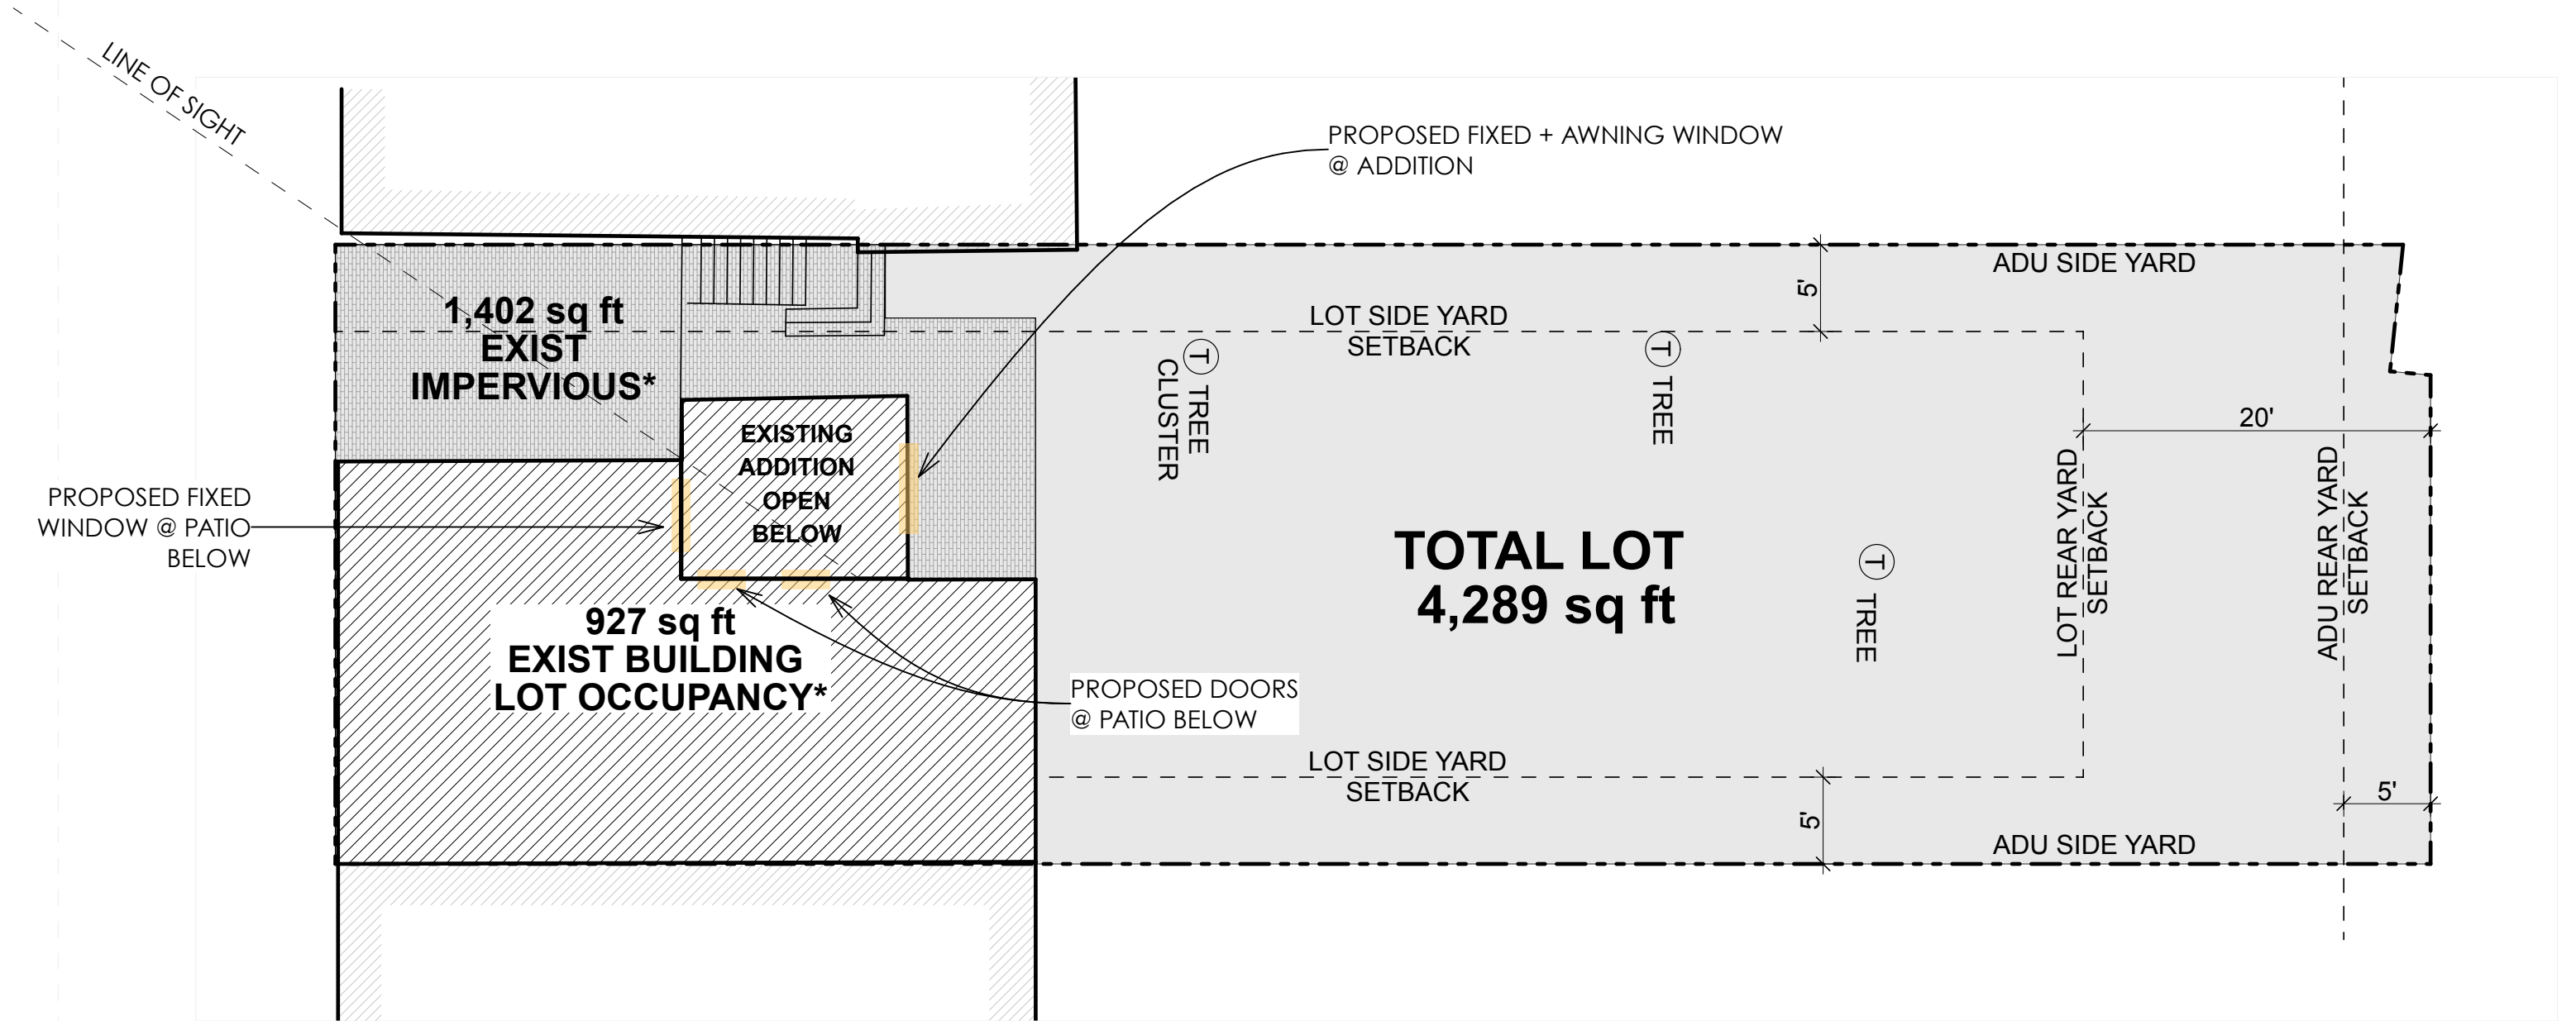 LINE OF SIGHT
PROPOSED FIXED + AWNING WINDOW
@ ADDITION
ADU SIDE YARD
5'
LOT SIDE YARD
SETBACK
1,402 sq ft
EXIST
IMPERVIOUS*
T
TREE
CLUSTER
T
TREE
20'
EXISTING
ADDITION
OPEN
BELOW
PROPOSED FIXED
WINDOW @ PATIO
BELOW
LOT REAR YARD
SETBACK
ADU REAR YARD
SETBACK
TOTAL LOT
4,289 sq ft
T
TREE
927 sq ft
EXIST BUILDING
LOT OCCUPANCY*
PROPOSED DOORS
@ PATIO BELOW
LOT SIDE YARD
SETBACK
5'
5'
ADU SIDE YARD